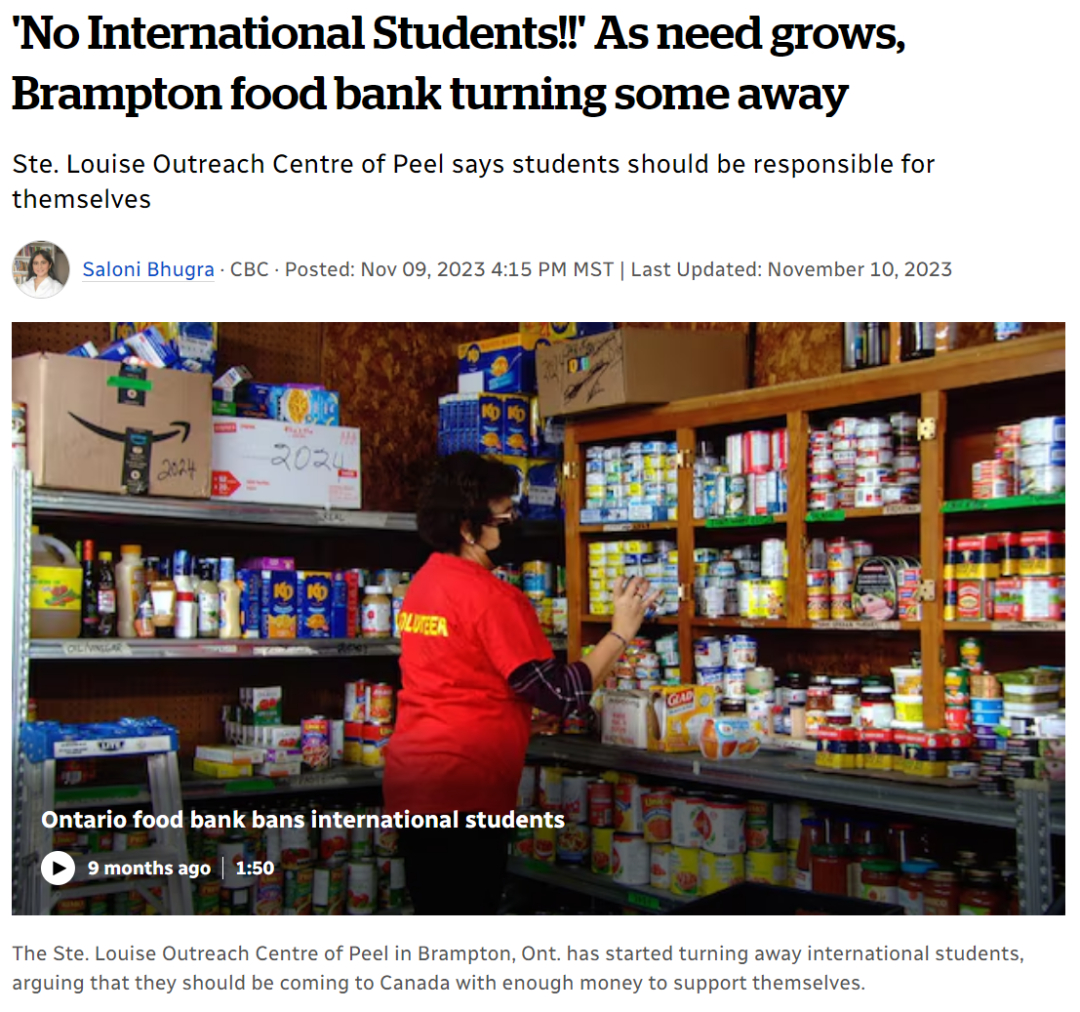 'No International Students!!' As need grows,
Brampton food bank turning some away
Ste. Louise Outreach Centre of Peel says students should be responsible for
themselves
Saloni Bhugra · CBC · Posted: Nov 09, 2023 4:15 PM MST | Last Updated: November 10, 2023
2024
2024
KD
KD
KD
KD
OIL/VINEGAR
VOLUNTEER
GLAD
Ontario food bank bans international students
9 months ago | 1:50
The Ste. Louise Outreach Centre of Peel in Brampton, Ont. has started turning away international students,
arguing that they should be coming to Canada with enough money to support themselves.